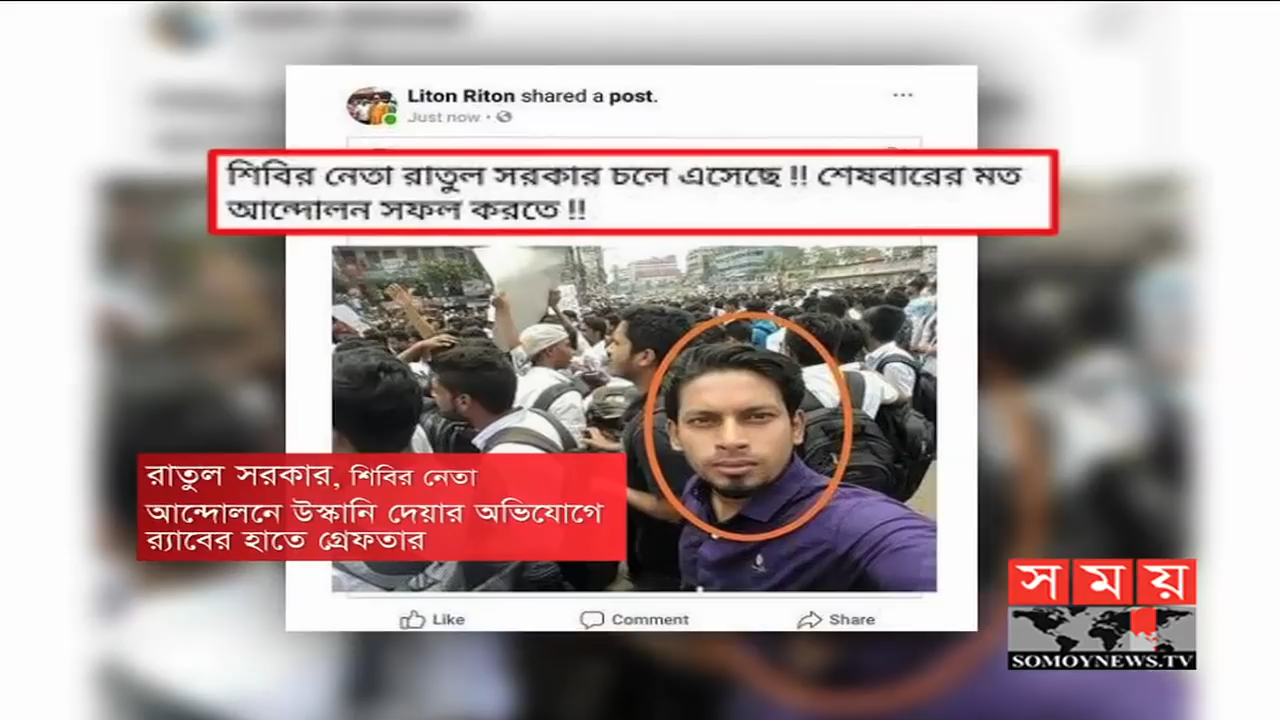 Liton Riton shared a post.
Just now
শিবির নেতা রাতুল সরকার চলে এসেছে !! শেষবারের মত
আন্দোলন সফল করতে !!
রাতুল সরকার, শিবির নেতা
আন্দোলনে উস্কানি দেয়ার অভিযোগে
র‍্যাবের হাতে গ্রেফতার
Like Comment Share
সময়
SOMOYNEWS.TV